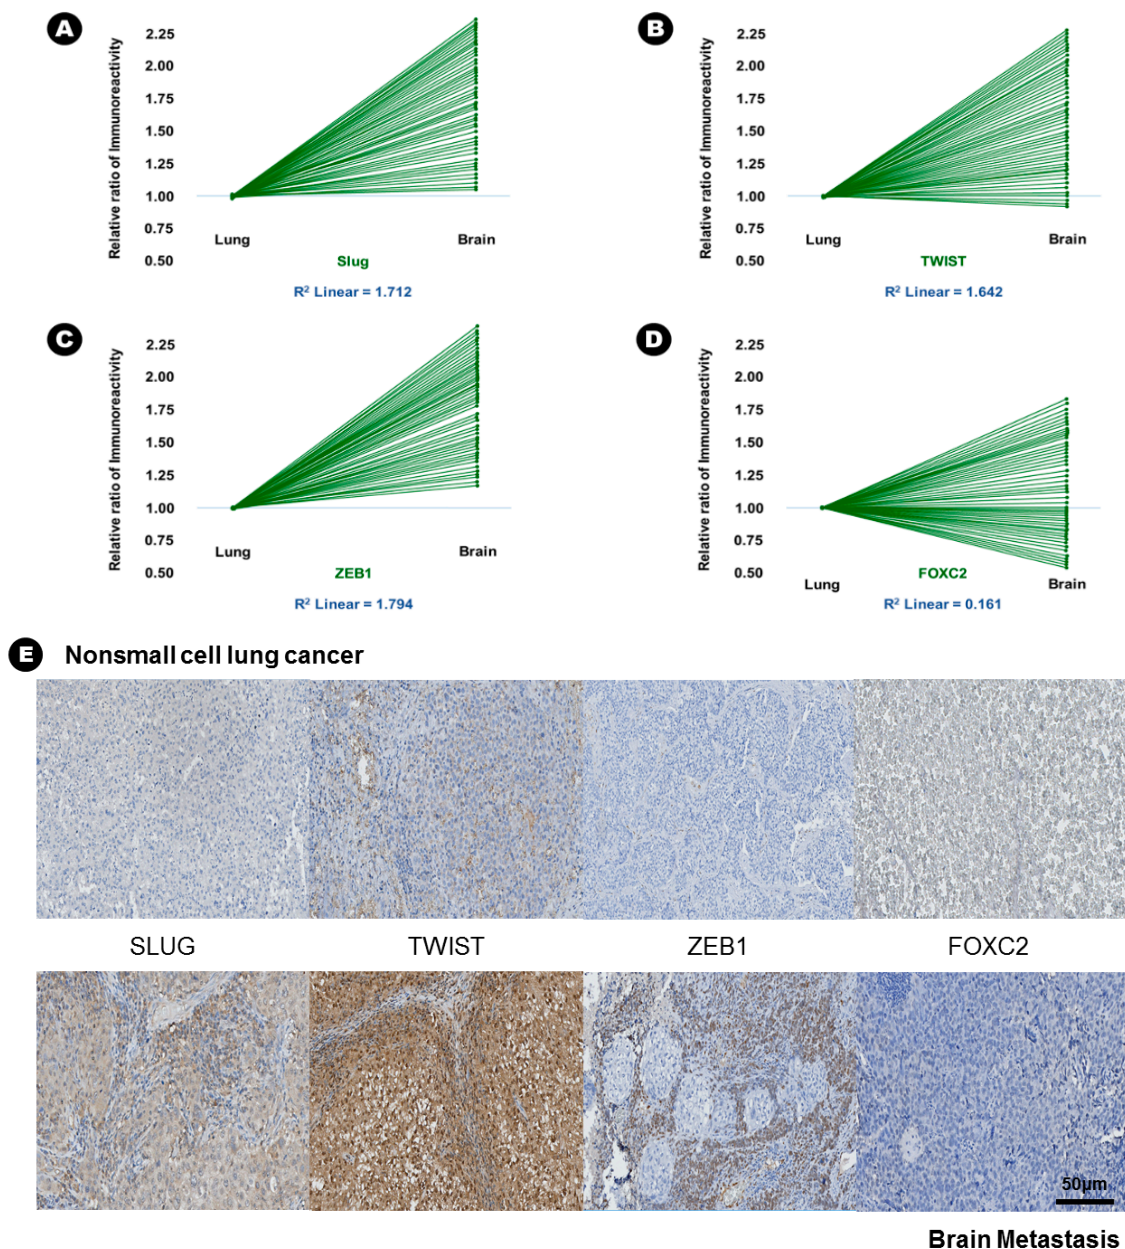 A
Relative ratio of Immunoreactivity
2.25
2.00
1.75
1.50
1.25
1.00
0.75
0.50
Lung
Brain
Slug
R² Linear = 1.712
B
Relative ratio of Immunoreactivity
2.25
2.00
1.75
1.50
1.25
1.00
0.75
0.50
Lung
Brain
TWIST
R² Linear = 1.642
C
Relative ratio of Immunoreactivity
2.25
2.00
1.75
1.50
1.25
1.00
0.75
0.50
Lung
Brain
ZEB1
R² Linear = 1.794
D
Relative ratio of Immunoreactivity
2.25
2.00
1.75
1.50
1.25
1.00
0.75
0.50
Lung
Brain
FOXC2
R² Linear = 0.161
E
Nonsmall cell lung cancer
SLUG
TWIST
ZEB1
FOXC2
50μm
Brain Metastasis